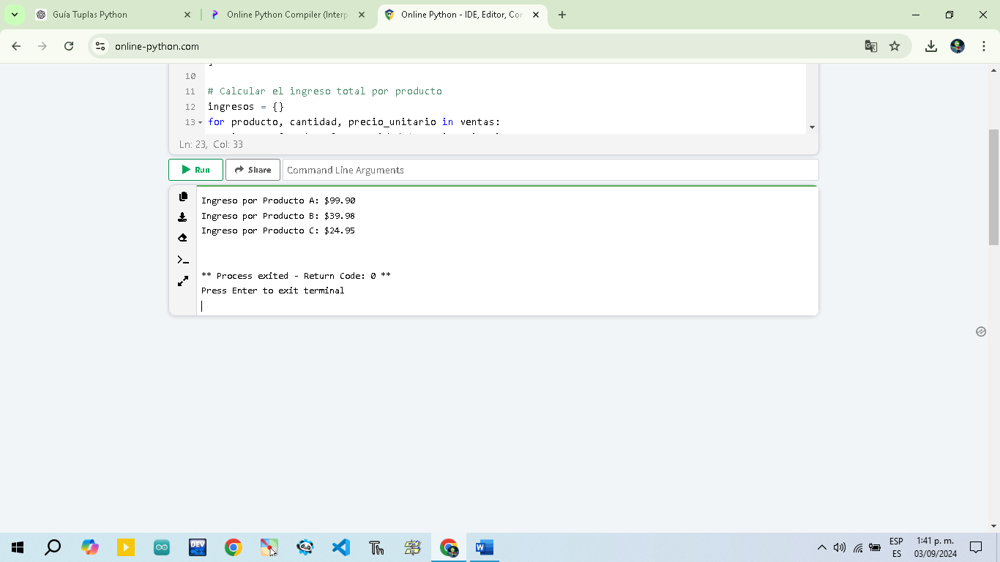 Guía Tuplas Python
Online Python Compiler (Interp
Online Python - IDE, Editor, Con
online-python.com
10
11 # Calcular el ingreso total por producto
12 ingresos = {}
13 for producto, cantidad, precio_unitario in ventas:
Ln: 23, Col: 33
Run Share Command Line Arguments
Ingreso por Producto A: $99.90
Ingreso por Producto B: $39.98
Ingreso por Producto C: $24.95
** Process exited - Return Code: 0 **
Press Enter to exit terminal
DEV
Th
W
ESP
ES
1:41 p. m.
03/09/2024